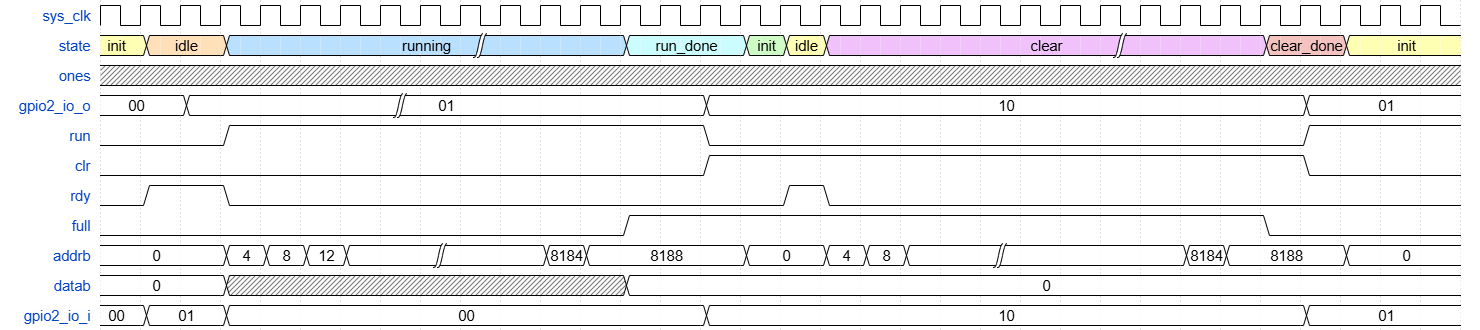 sys_clk
state init idle running run_done init idle clear clear_done init
ones
gpio2_io_o 00 01 10 01
run
clr
rdy
full
addrb 0 4 8 12 8184 8188 0 4 8 8184 8188 0
datab 0 0
gpio2_io_i 00 01 00 10 01